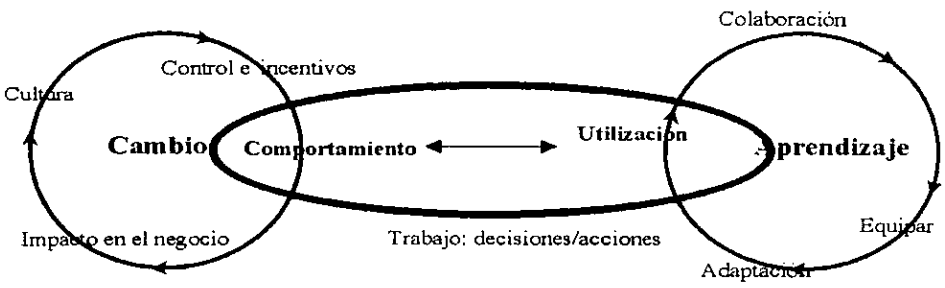 Colaboración
Control e incentivos
Cultura
Cambio
Comportamiento
Utilización
Aprendizaje
Impacto en el negocio
Trabajo: decisiones/acciones
Equipar
Adaptación